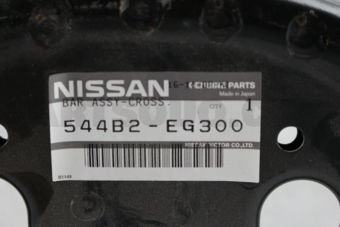 NISSAN GENUINE PARTS
Made in Japan
BAR ASSY-CROSS. QTY 1
544B2-EG300
NISSAN MOTOR CO.,LTD.